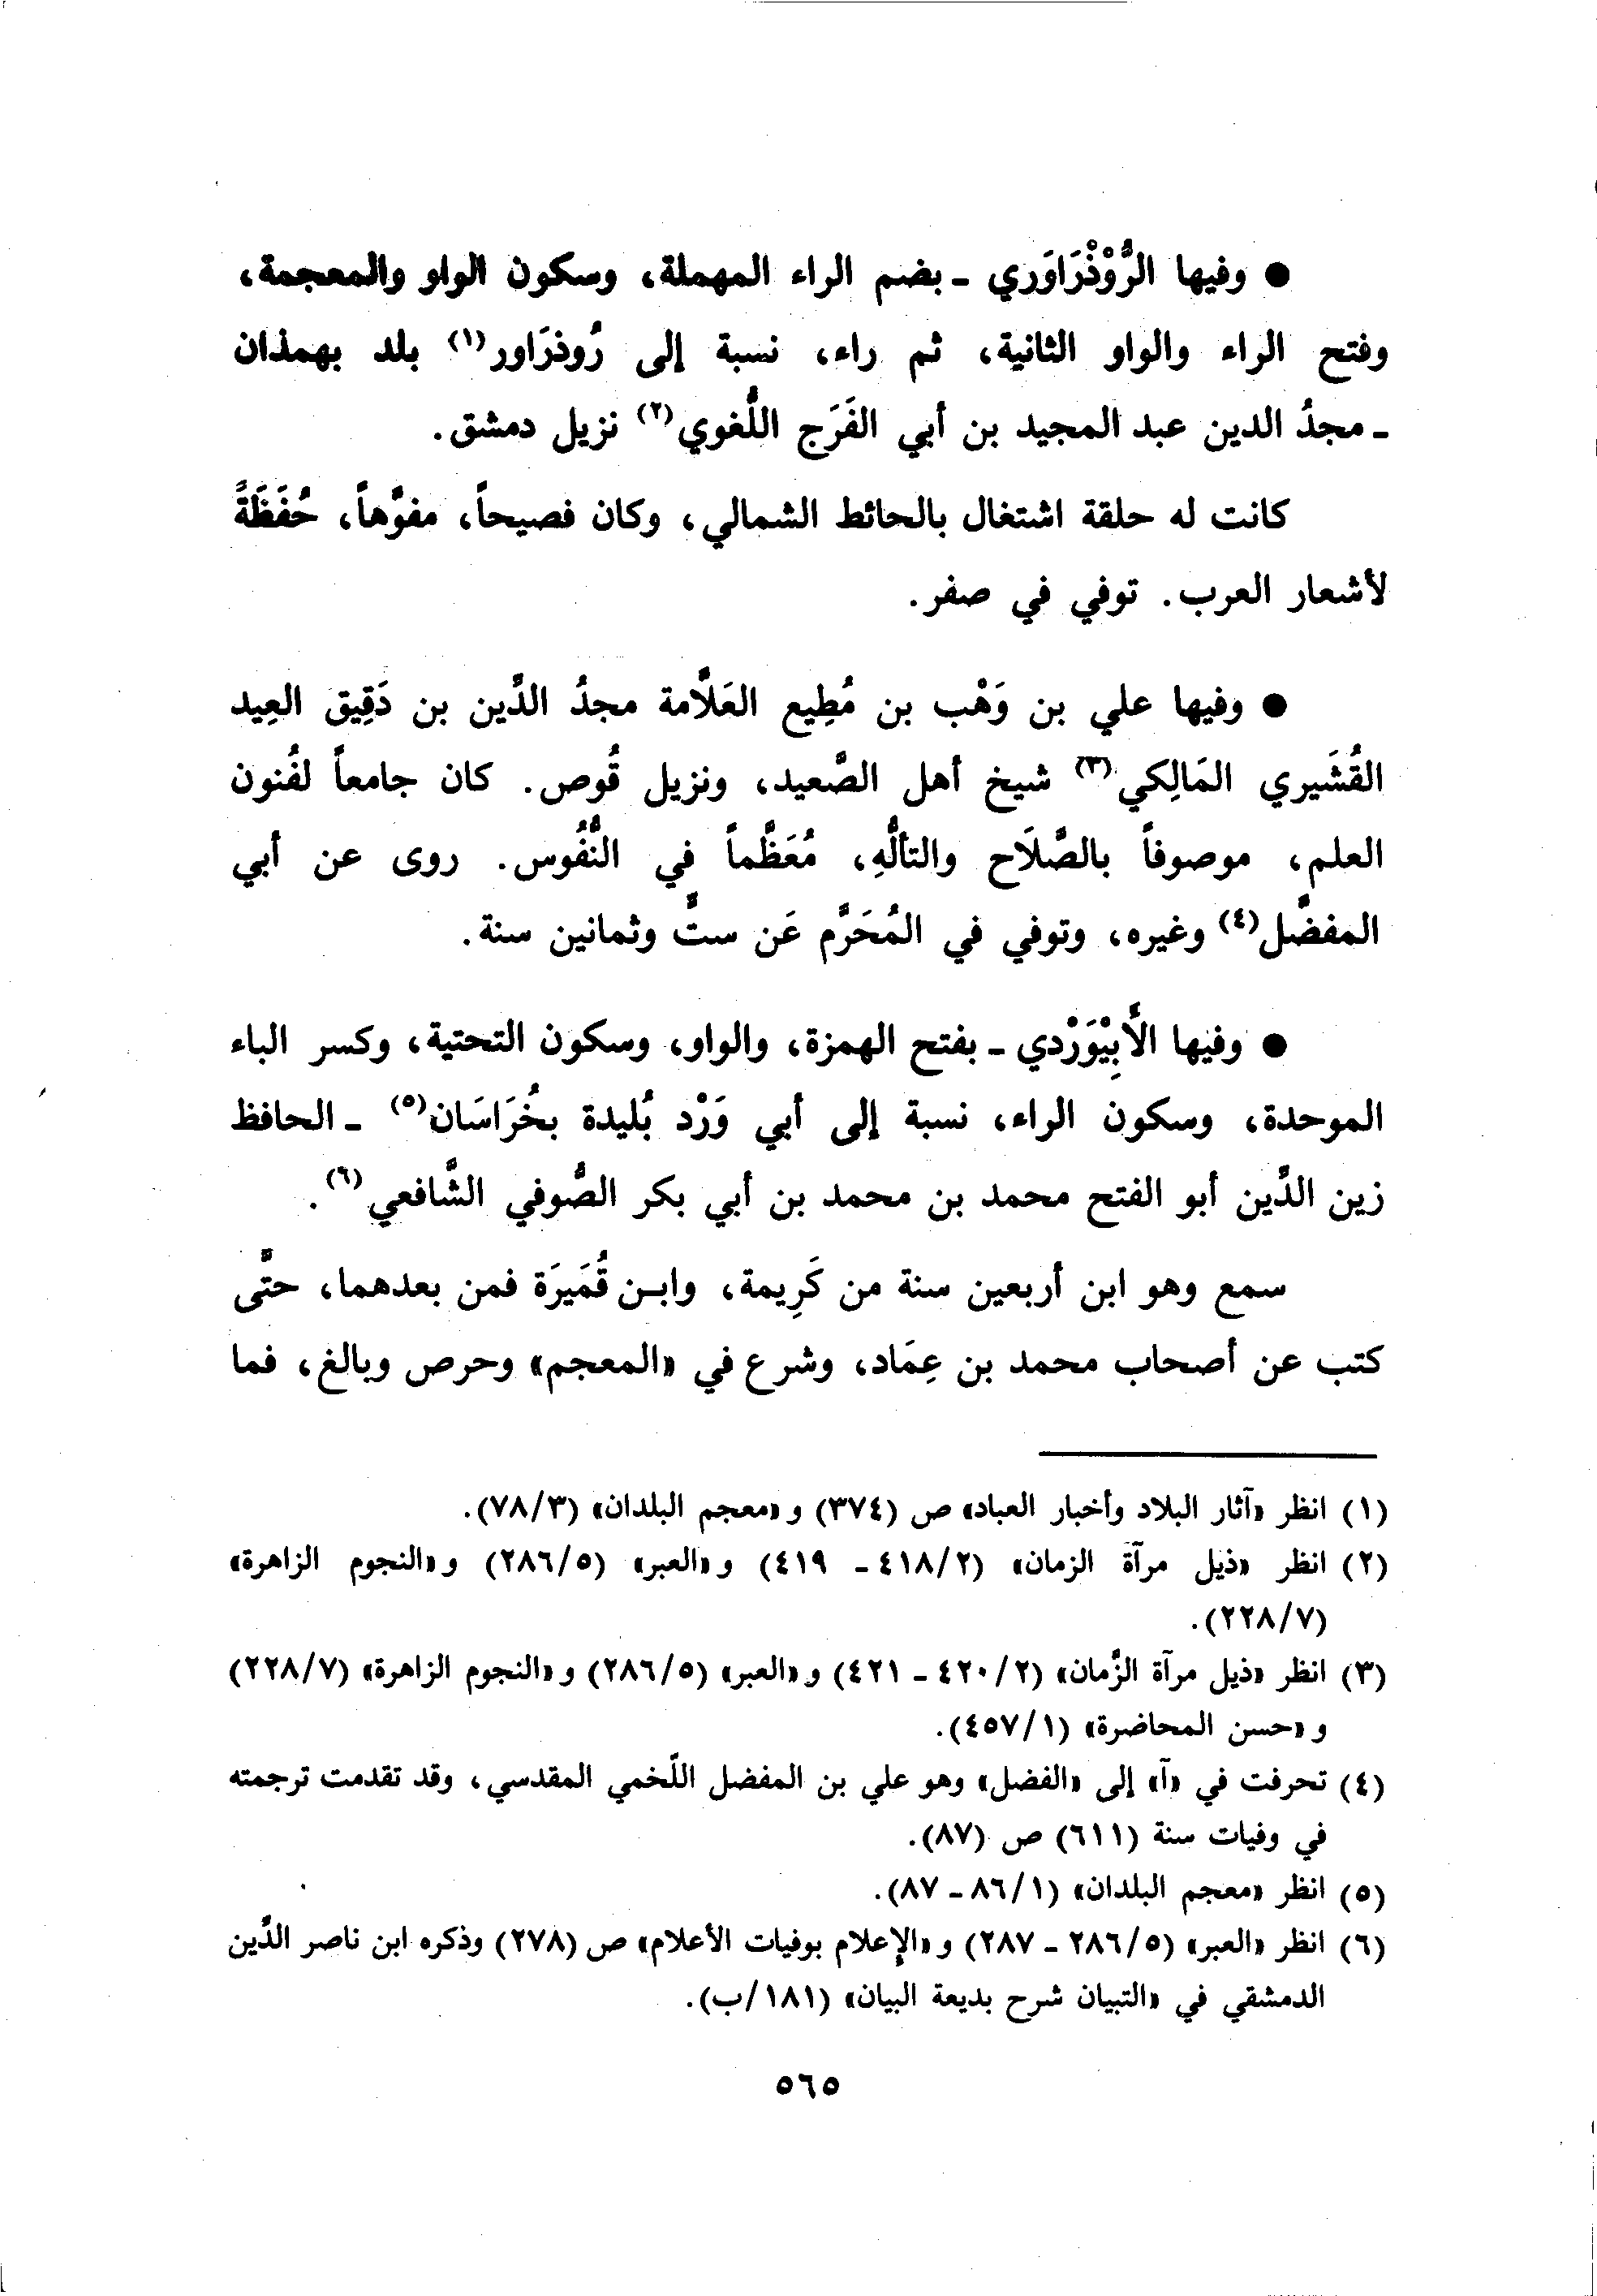 ● وفيها الرُّوْذْرَاوَري - بضم الراء المهملة، وسكون الواو والمعجمة،
وفتح الراء والواو الثانية، ثم راء، نسبة إلى رُوذرَاور(١) بلد بهمذان
- مجدُ الدين عبد المجيد بن أبي الفَرَج اللُّغوي(٢) نزيل دمشق.
كانت له حلقة اشتغال بالحائط الشمالي، وكان فصيحاً، مفوَّهاً، حُفَظَةً
لأشعار العرب. توفي في صفر.
● وفيها علي بن وَهْب بن مُطِيع العَلَّامة مجدُ الدَّين بن دَقِيق العِيد
القُشَيري المَالِكي(٣) شيخ أهل الصَّعيد، ونزيل قُوص. كان جامعاً لفُنون
العلم، موصوفاً بالصَّلَاح والتألُّهِ، مُعَظَّماً في النُّفُوس. روى عن أبي
المفضَّل(٤) وغيره، وتوفي في المُحَرَّم عَن ستٍّ وثمانين سنة.
● وفيها الأَبِيْوَرْدي - بفتح الهمزة، والواو، وسكون التحتية، وكسر الباء
الموحدة، وسكون الراء، نسبة إلى أبي وَرْد بُليدة بخُرَاسَان(٥) - الحافظ
زين الدَّين أبو الفتح محمد بن محمد بن أبي بكر الصُّوفي الشَّافعي(٦).
سمع وهو ابن أربعين سنة من كَرِيمة، وابن قُمَيرَة فمن بعدهما، حتَّى
كتب عن أصحاب محمد بن عِمَاد، وشرع في «المعجم» وحرص وبالغ، فما
(١) انظر «آثار البلاد وأخبار العباد» ص (٣٧٤) و«معجم البلدان» (٧٨/٣).
(٢) انظر «ذيل مرآة الزمان» (٤١٨/٢ - ٤١٩) و«العبر» (٢٨٦/٥) و«النجوم الزاهرة»
(٢٢٨/٧).
(٣) انظر «ذيل مرآة الزَّمان» (٤٢٠/٢ - ٤٢١) و«العبر» (٢٨٦/٥) و«النجوم الزاهرة» (٢٢٨/٧)
و«حسن المحاضرة» (٤٥٧/١).
(٤) تحرفت في «آ» إلى «الفضل» وهو علي بن المفضل اللَّخمي المقدسي، وقد تقدمت ترجمته
في وفيات سنة (٦١١) ص (٨٧).
(٥) انظر «معجم البلدان» (٨٦/١ - ٨٧).
(٦) انظر «العبر» (٢٨٦/٥ - ٢٨٧) و«الإعلام بوفيات الأعلام» ص (٢٧٨) وذكره ابن ناصر الدَّين
الدمشقي في «التبيان شرح بديعة البيان» (١٨١/ب).
٥٦٥